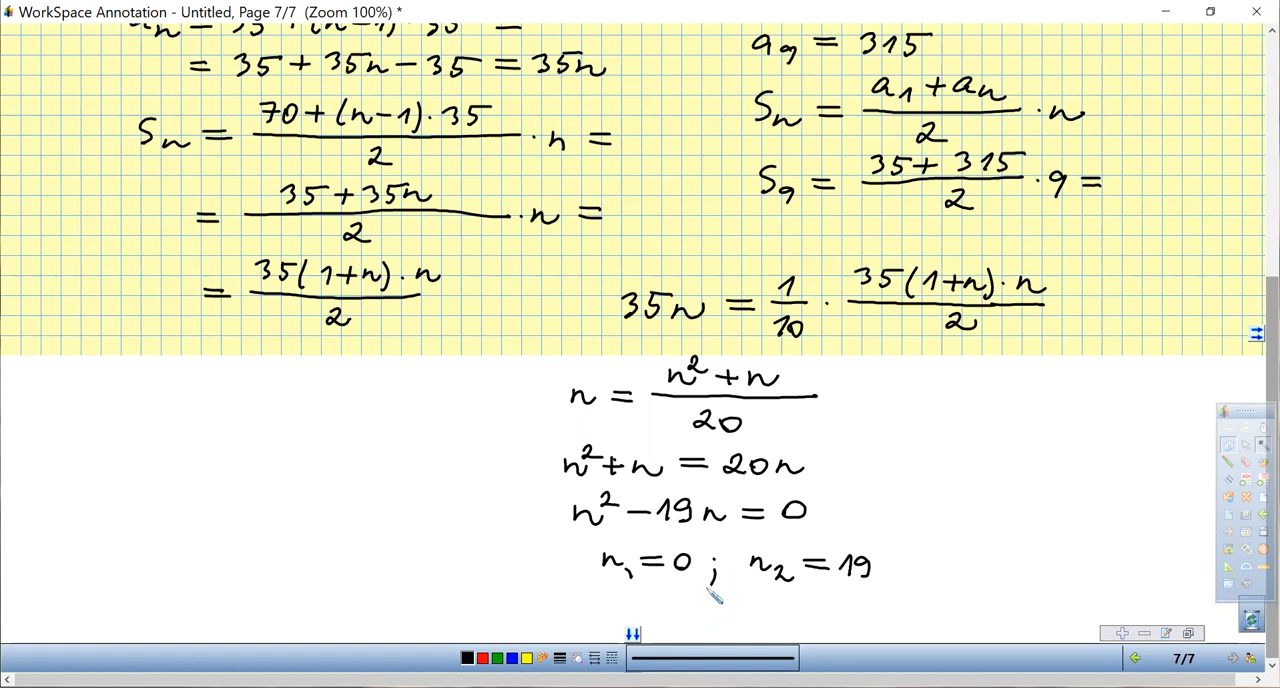 WorkSpace Annotation - Untitled, Page 7/7 (Zoom 100%) *
= 35 + 35n - 35 = 35n
Sn = (70 + (n-1) · 35)/2 · n =
= (35 + 35n)/2 · n =
= (35(1+n) · n)/2
a₉ = 315
Sn = (a₁ + an)/2 · n
S₉ = (35 + 315)/2 · 9 =
35n = 1/10 · (35(1+n) · n)/2
n = (n² + n)/20
n² + n = 20n
n² - 19n = 0
n₁ = 0 ; n₂ = 19
7/7